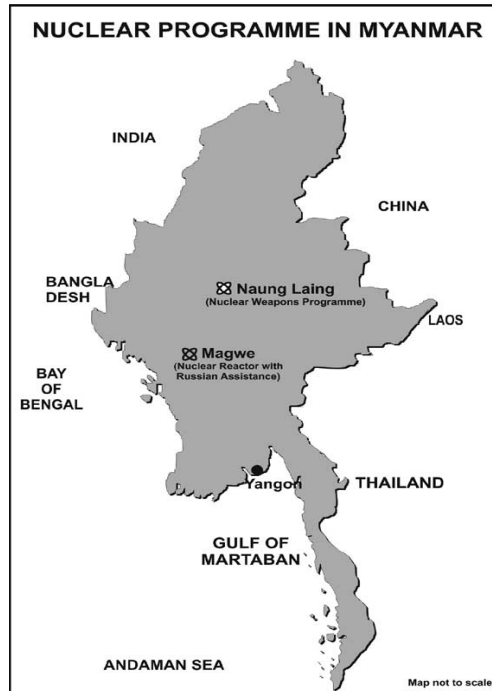 NUCLEAR PROGRAMME IN MYANMAR
INDIA
CHINA
Naung Laing
(Nuclear Weapons Programme)
BANGLA
DESH
LAOS
Magwe
(Nuclear Reactor with
Russian Assistance)
BAY
OF
BENGAL
Yangon
THAILAND
GULF OF
MARTABAN
ANDAMAN SEA
Map not to scale